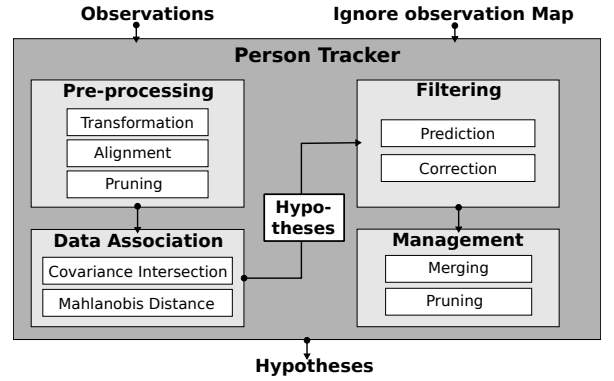 Observations
Ignore observation Map
Person Tracker
Pre-processing
Transformation
Alignment
Pruning
Data Association
Covariance Intersection
Mahlanobis Distance
Hypo-
theses
Filtering
Prediction
Correction
Management
Merging
Pruning
Hypotheses